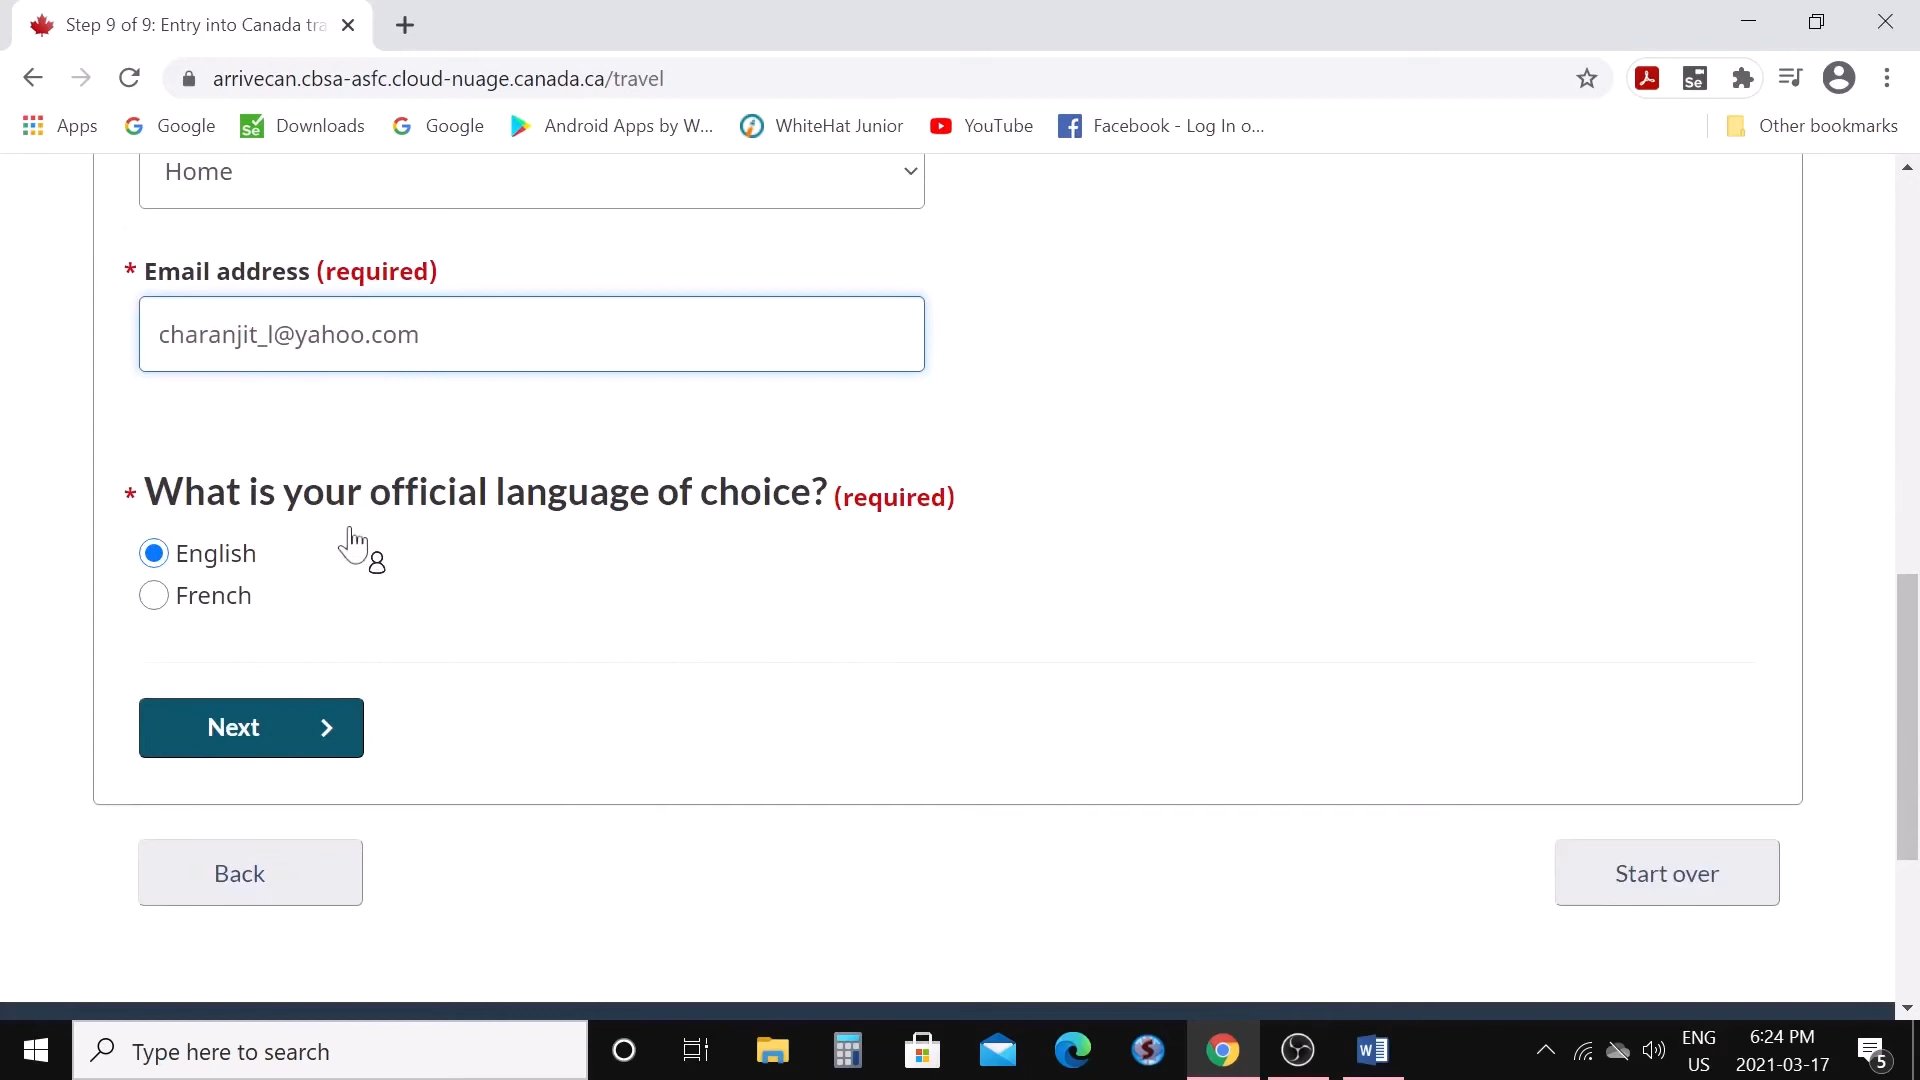 Step 9 of 9: Entry into Canada tra
arrivecan.cbsa-asfc.cloud-nuage.canada.ca/travel
Se
Apps
Google
Se
Downloads
Google
Android Apps by W...
WhiteHat Junior
YouTube
Facebook - Log In o...
Other bookmarks
Home
* Email address (required)
charanjit_l@yahoo.com
* What is your official language of choice? (required)
English
French
Next
Back
Start over
Type here to search
ENG
US
6:24 PM
2021-03-17
5